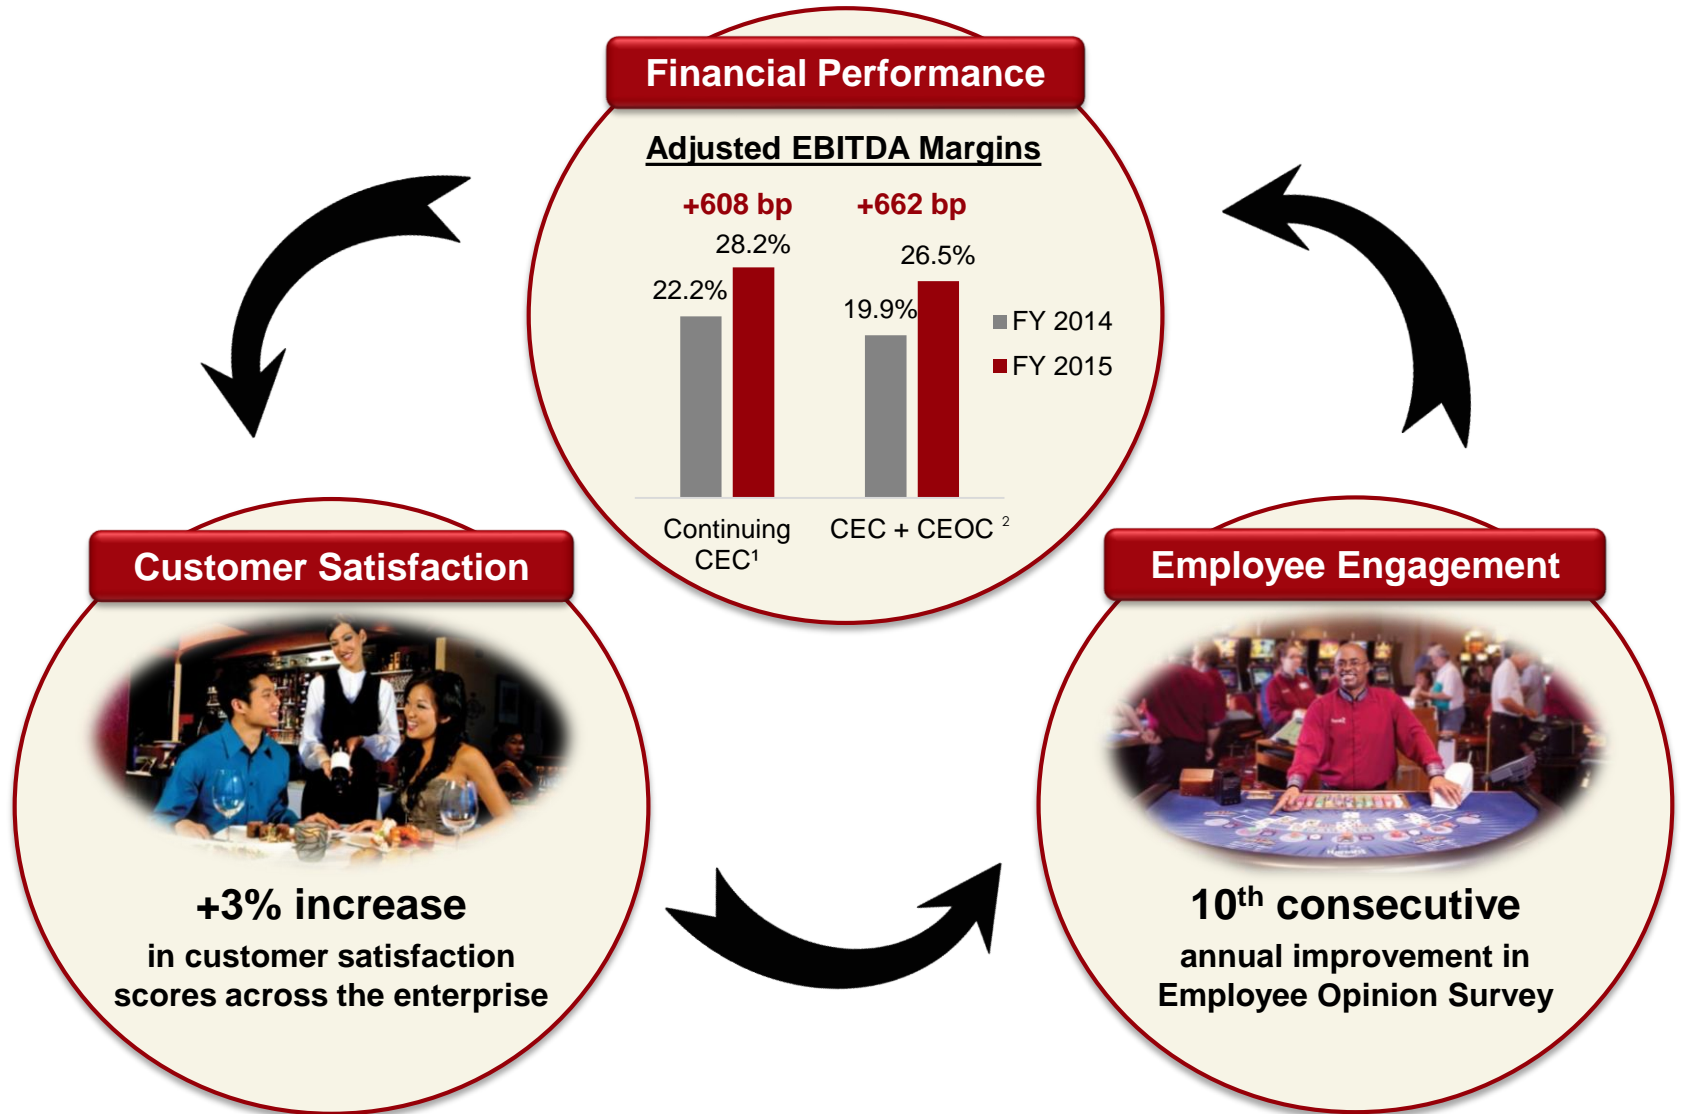 Financial Performance
Adjusted EBITDA Margins
+608 bp +662 bp
28.2%
26.5%
22.2%
19.9%
FY 2014
FY 2015
Continuing
CEC¹
CEC + CEOC ²
Customer Satisfaction
+3% increase
in customer satisfaction
scores across the enterprise
Employee Engagement
10th consecutive
annual improvement in
Employee Opinion Survey